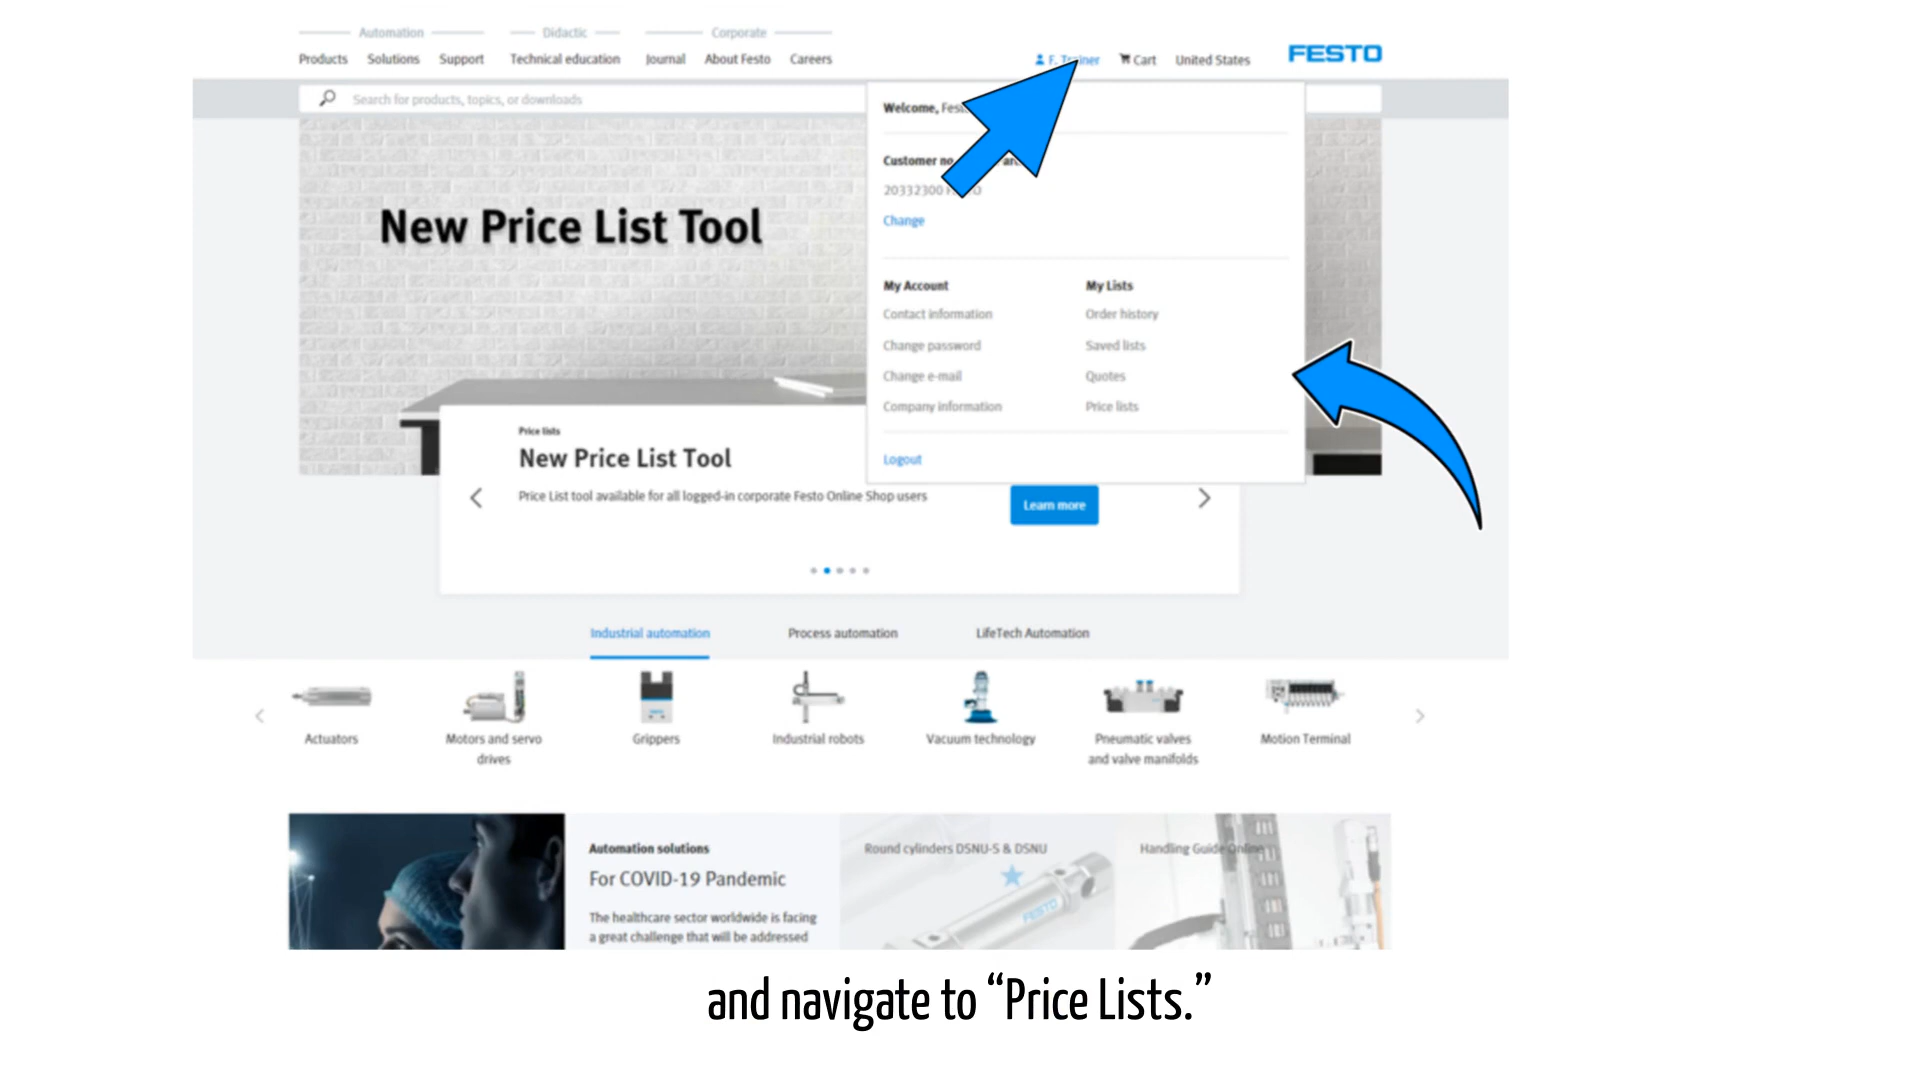 Automation Didactic Corporate
Products Solutions Support Technical education Journal About Festo Careers
Cart United States
FESTO
Search for products, topics, or downloads
Welcome,
Customer no
20332300
Change
New Price List Tool
My Account My Lists
Contact information Order history
Change password Saved lists
Change e-mail Quotes
Company information Price lists
Logout
Price lists
New Price List Tool
Price List tool available for all logged-in corporate Festo Online Shop users
Learn more
Industrial automation Process automation LifeTech Automation
Actuators
Motors and servo
drives
Grippers
Industrial robots
Vacuum technology
Pneumatic valves
and valve manifolds
Motion Terminal
Automation solutions
For COVID-19 Pandemic
The healthcare sector worldwide is facing
a great challenge that will be addressed
Round cylinders DSNU-S & DSNU
FESTO
Handling Guide Online
and navigate to “Price Lists.”